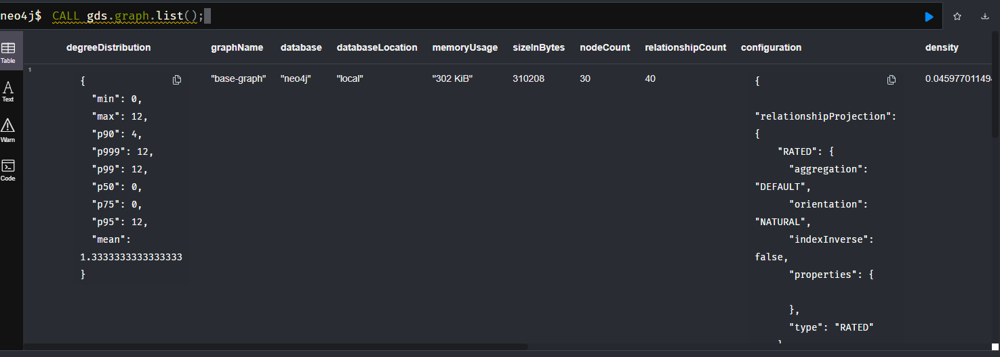 neo4j$ CALL gds.graph.list();
Table
Text
Warn
Code
degreeDistribution graphName database databaseLocation memoryUsage sizeInBytes nodeCount relationshipCount configuration density
1
{
"min": 0,
"max": 12,
"p90": 4,
"p999": 12,
"p99": 12,
"p50": 0,
"p75": 0,
"p95": 12,
"mean":
1.3333333333333333
}
"base-graph" "neo4j" "local" "302 KiB" 310208 30 40
{
"relationshipProjection":
{
"RATED": {
"aggregation":
"DEFAULT",
"orientation":
"NATURAL",
"indexInverse":
false,
"properties": {
},
"type": "RATED"
0.045977011494